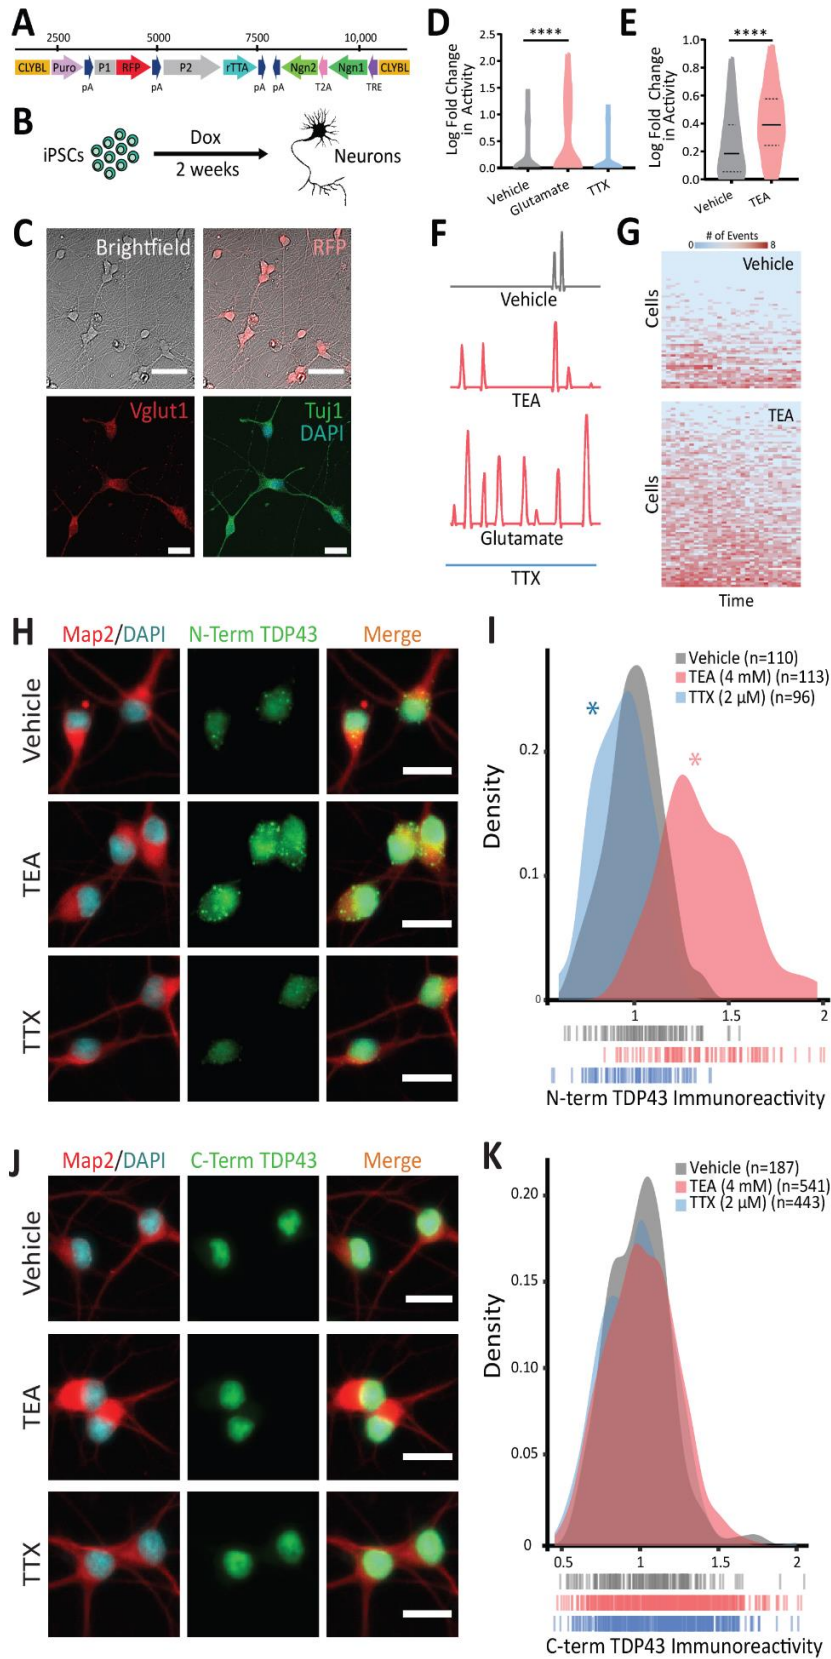 A
2500 5000 7500 10,000
CLYBL Puro P1 RFP P2 rTTA Ngn2 Ngn1 CLYBL
pA pA pA pA T2A TRE
B
iPSCs Dox
2 weeks Neurons
C
Brightfield RFP
Vglut1 Tuj1
DAPI
D
Log Fold Change
in Activity
2.5
2.0
1.5
1.0
0.5
0.0
****
Vehicle Glutamate TTX
E
Log Fold Change
in Activity
1.0
0.8
0.6
0.4
0.2
0.0
****
Vehicle TEA
F
Vehicle
TEA
Glutamate
TTX
G
# of Events
0 8
Vehicle
Cells
TEA
Cells
Time
H
Map2/DAPI N-Term TDP43 Merge
Vehicle
TEA
TTX
I
Vehicle (n=110)
TEA (4 mM) (n=113)
TTX (2 µM) (n=96)
* *
Density
0.2
0.1
0
1 1.5 2
N-term TDP43 Immunoreactivity
J
Map2/DAPI C-Term TDP43 Merge
Vehicle
TEA
TTX
K
Vehicle (n=187)
TEA (4 mM) (n=541)
TTX (2 µM) (n=443)
Density
0.20
0.15
0.10
0.05
0
0.5 1 1.5 2
C-term TDP43 Immunoreactivity